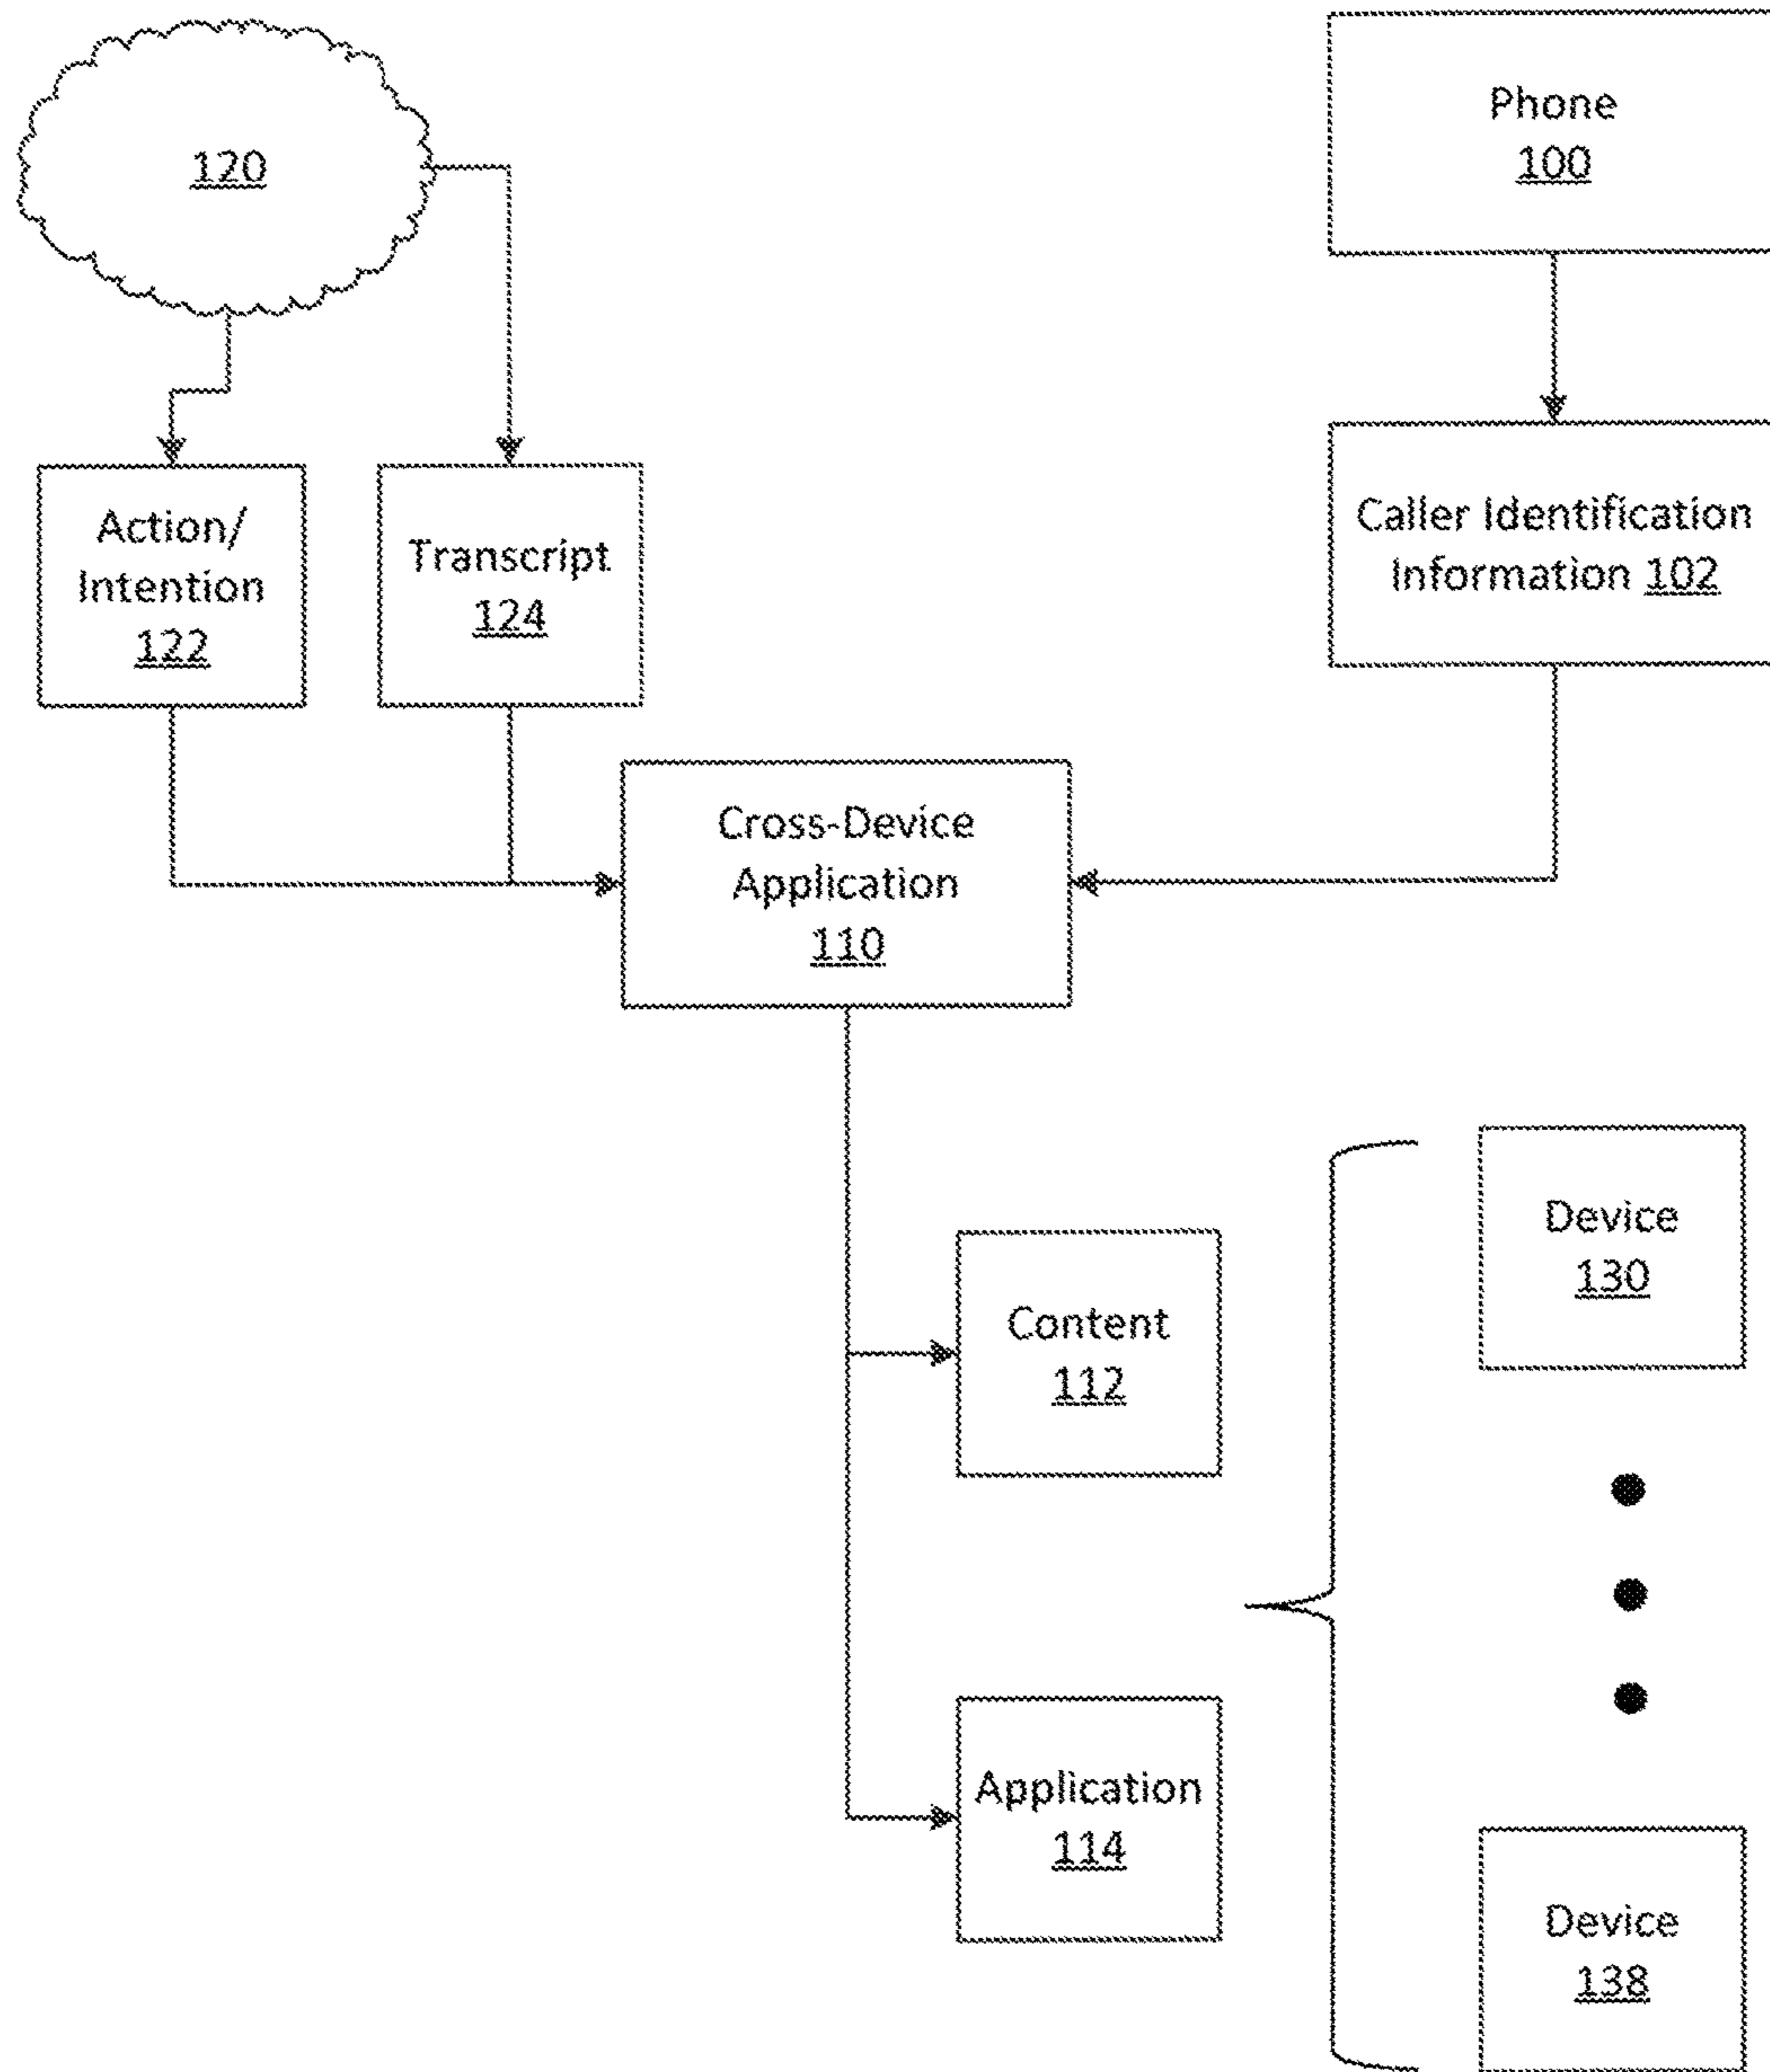 120
Phone
100
Action/
Intention
122
Transcript
124
Caller Identification
Information 102
Cross-Device
Application
110
Device
130
Content
112
Application
114
Device
138